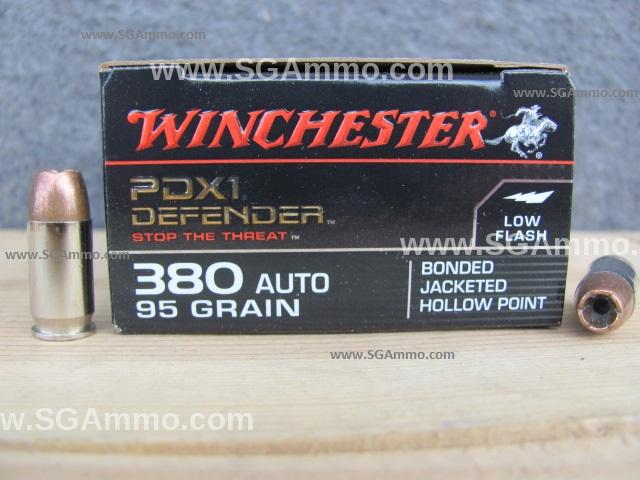 www.SGAmmo.com
www.SGAmmo.com
www.SGAmmo.com
WINCHESTER®
PDX1®
DEFENDER™
STOP THE THREAT™
LOW
FLASH
www.SGAmmo.com
www.SGAmmo.com
380 AUTO
95 GRAIN
BONDED
JACKETED
HOLLOW POINT
www.SGAmmo.com
www.SGAmmo.com
www.SGAmmo.com